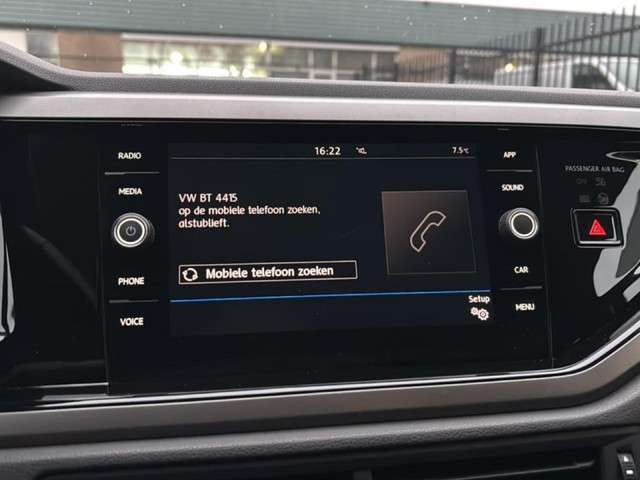 RADIO
MEDIA
PHONE
VOICE
16:22
7.5°C
VW BT 4415
op de mobiele telefoon zoeken,
alstublieft.
Mobiele telefoon zoeken
Setup
APP
SOUND
CAR
MENU
PASSENGER AIR BAG
OFF